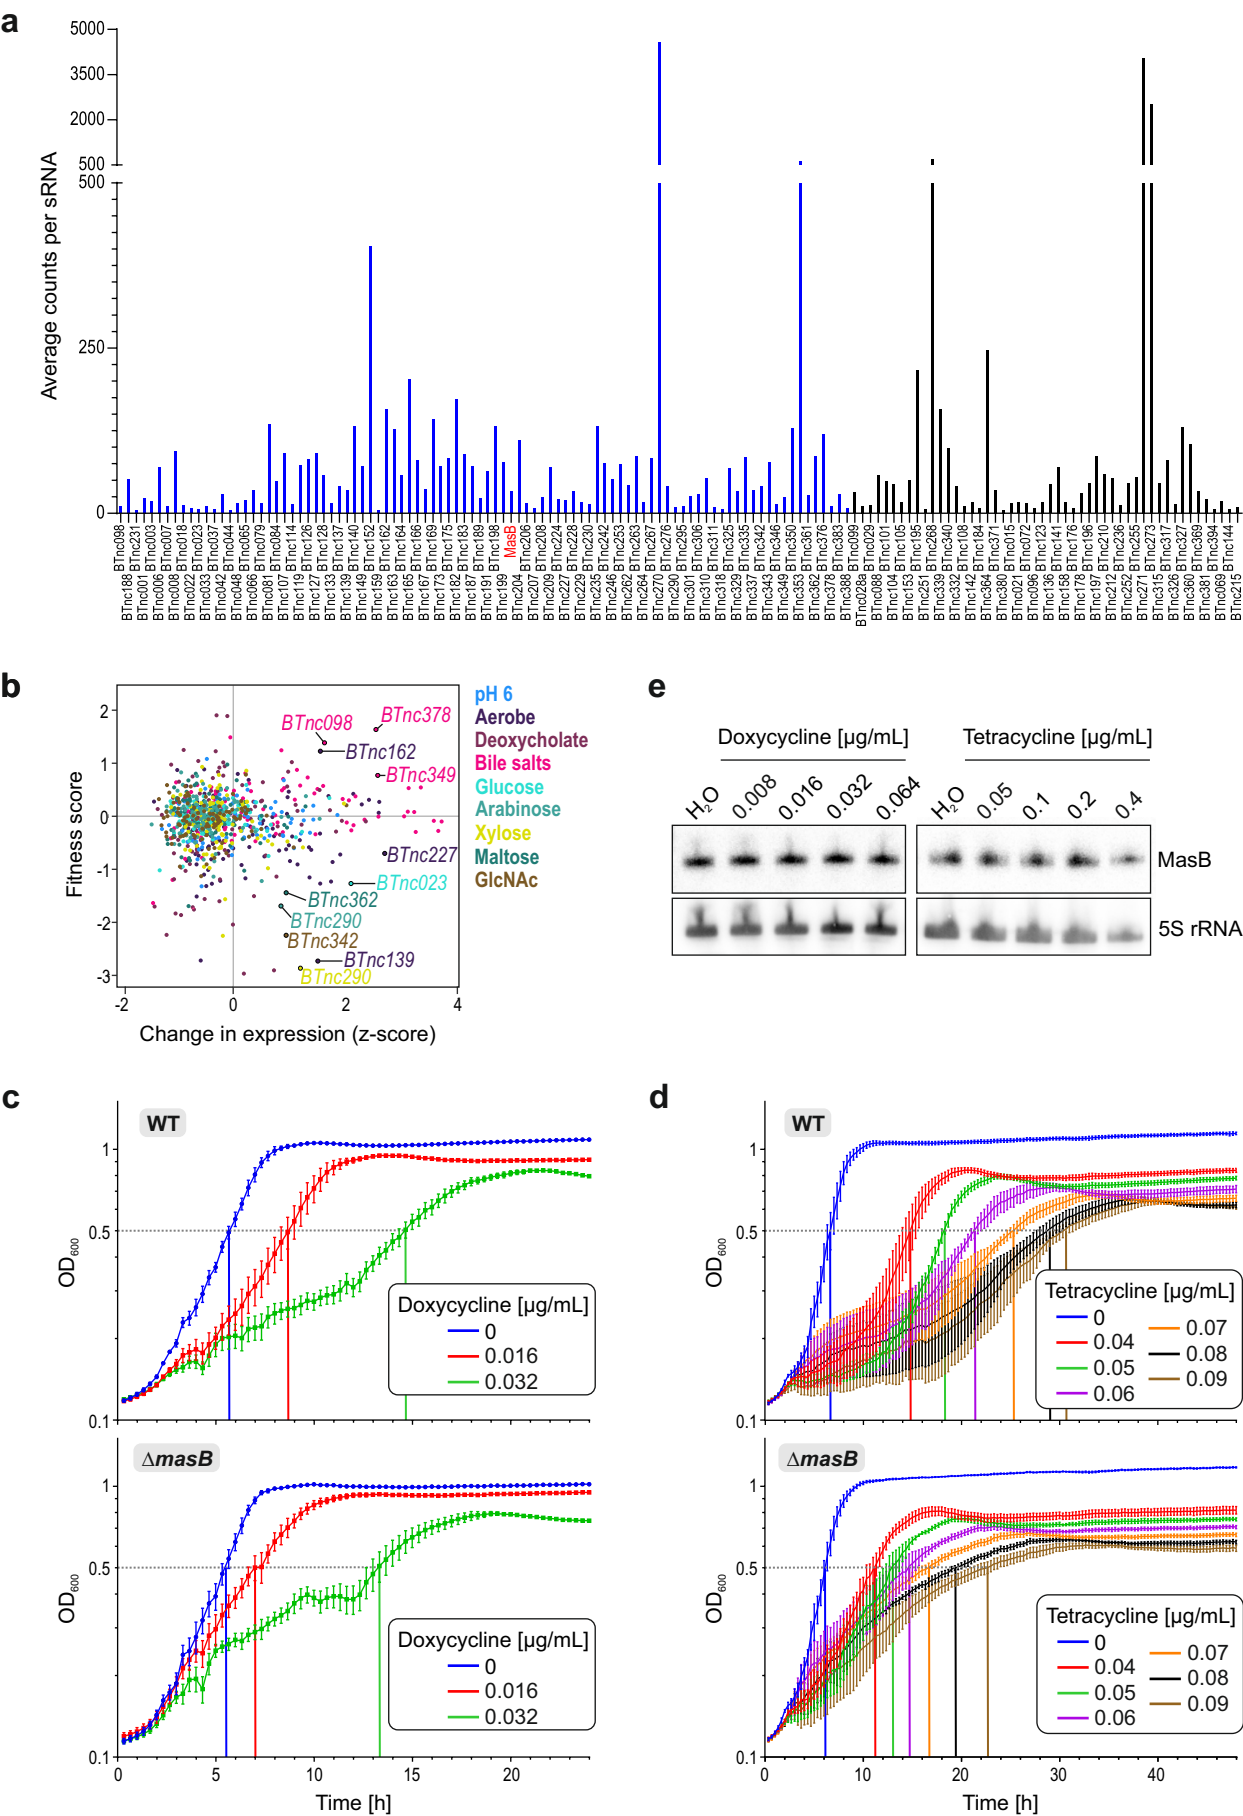 a
Average counts per sRNA
5000
3500
2000
500
500
250
0
BTnc098
BTnc188
BTnc231
BTnc001
BTnc003
BTnc006
BTnc007
BTnc008
BTnc018
BTnc022
BTnc023
BTnc033
BTnc037
BTnc042
BTnc044
BTnc048
BTnc065
BTnc066
BTnc079
BTnc081
BTnc084
BTnc107
BTnc114
BTnc119
BTnc126
BTnc127
BTnc128
BTnc133
BTnc137
BTnc139
BTnc140
BTnc149
BTnc152
BTnc159
BTnc162
BTnc163
BTnc164
BTnc165
BTnc166
BTnc167
BTnc169
BTnc173
BTnc175
BTnc182
BTnc183
BTnc187
BTnc189
BTnc191
BTnc198
BTnc199
MasB
BTnc204
BTnc206
BTnc207
BTnc208
BTnc209
BTnc224
BTnc227
BTnc228
BTnc229
BTnc230
BTnc235
BTnc242
BTnc246
BTnc253
BTnc262
BTnc263
BTnc264
BTnc267
BTnc270
BTnc276
BTnc290
BTnc295
BTnc301
BTnc306
BTnc310
BTnc311
BTnc318
BTnc325
BTnc329
BTnc335
BTnc337
BTnc342
BTnc343
BTnc346
BTnc349
BTnc350
BTnc353
BTnc361
BTnc362
BTnc376
BTnc378
BTnc383
BTnc388
BTnc099
BTnc028a
BTnc029
BTnc088
BTnc101
BTnc104
BTnc105
BTnc153
BTnc195
BTnc251
BTnc268
BTnc339
BTnc340
BTnc332
BTnc108
BTnc142
BTnc184
BTnc364
BTnc371
BTnc380
BTnc015
BTnc021
BTnc072
BTnc096
BTnc123
BTnc136
BTnc141
BTnc158
BTnc176
BTnc178
BTnc196
BTnc197
BTnc210
BTnc212
BTnc236
BTnc252
BTnc255
BTnc271
BTnc273
BTnc315
BTnc317
BTnc326
BTnc327
BTnc360
BTnc369
BTnc381
BTnc394
BTnc069
BTnc144
BTnc215
b
Fitness score
2
1
0
-1
-2
-3
-2
0
2
4
Change in expression (z-score)
BTnc098
BTnc378
BTnc162
BTnc349
BTnc227
BTnc023
BTnc362
BTnc290
BTnc342
BTnc139
BTnc290
pH 6
Aerobe
Deoxycholate
Bile salts
Glucose
Arabinose
Xylose
Maltose
GlcNAc
e
Doxycycline [µg/mL]
Tetracycline [µg/mL]
H2O 0.008 0.016 0.032 0.064
H2O 0.05 0.1 0.2 0.4
MasB
5S rRNA
c
WT
OD600
1
0.5
0.1
Doxycycline [µg/mL]
0
0.016
0.032
ΔmasB
OD600
1
0.5
0.1
Doxycycline [µg/mL]
0
0.016
0.032
0
5
10
15
20
Time [h]
d
WT
OD600
1
0.5
0.1
Tetracycline [µg/mL]
0
0.04
0.05
0.06
0.07
0.08
0.09
ΔmasB
OD600
1
0.5
0.1
Tetracycline [µg/mL]
0
0.04
0.05
0.06
0.07
0.08
0.09
0
10
20
30
40
Time [h]